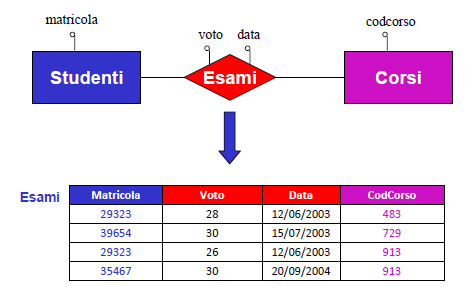 matricola
voto data
codcorso
Studenti
Esami
Corsi
Esami
Matricola Voto Data CodCorso
29323 28 12/06/2003 483
39654 30 15/07/2003 729
29323 26 12/06/2003 913
35467 30 20/09/2004 913